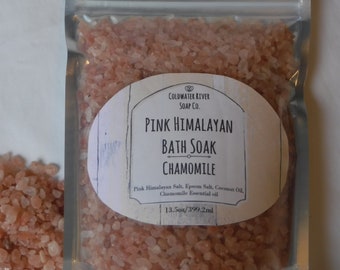 Coldwater River
Soap Co.
Pink Himalayan
Bath Soak
Chamomile
Pink Himalayan Salt, Epsom Salt, Coconut Oil,
Chamomile Essential oil
13.5oz/399.2ml